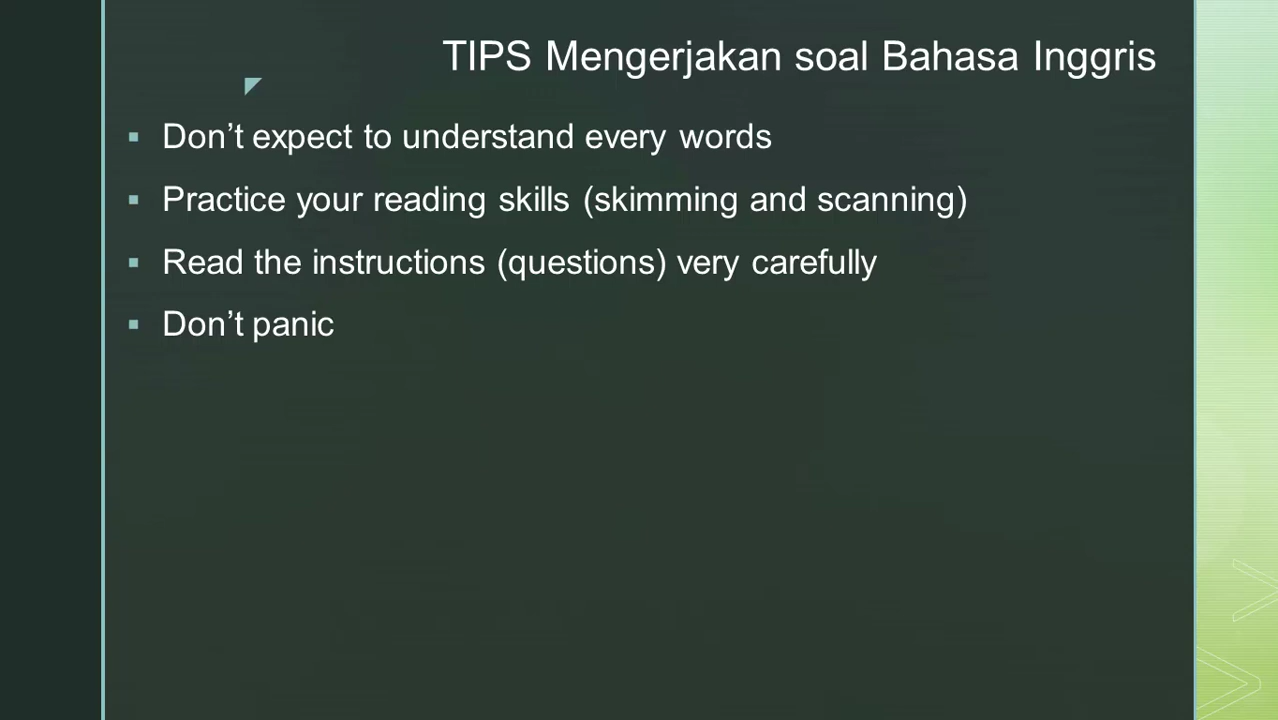 TIPS Mengerjakan soal Bahasa Inggris
▪ Don’t expect to understand every words
▪ Practice your reading skills (skimming and scanning)
▪ Read the instructions (questions) very carefully
▪ Don’t panic